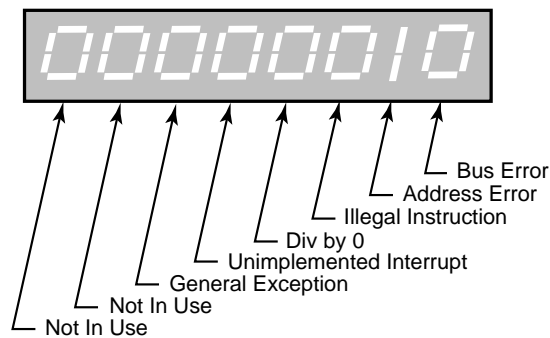 00000010
Bus Error
Address Error
Illegal Instruction
Div by 0
Unimplemented Interrupt
General Exception
Not In Use
Not In Use